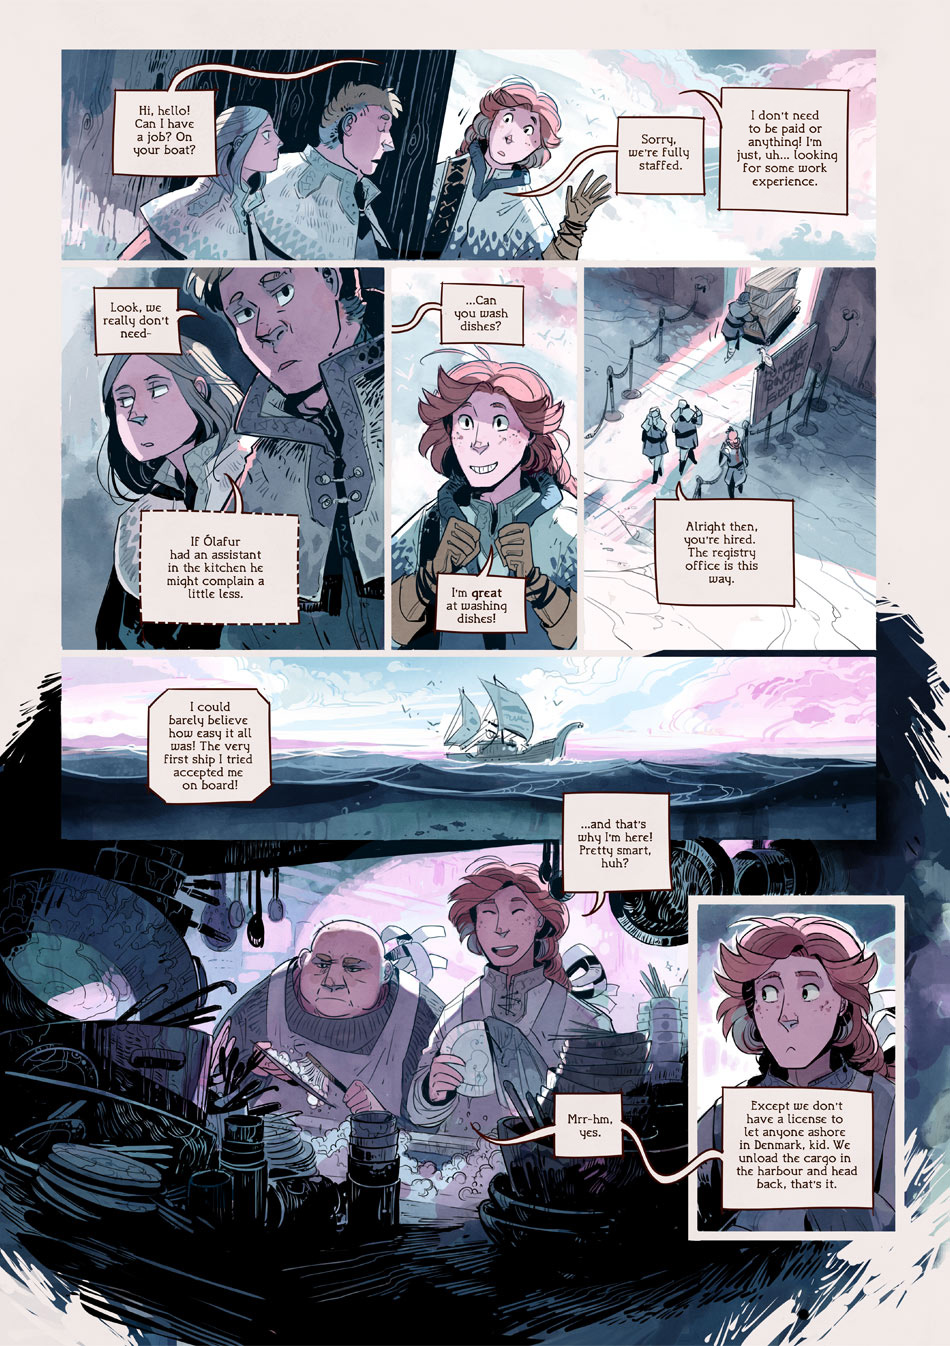 Hi, hello!
Can I have
a job? On
your boat?
Sorry,
we're fully
staffed.
I don't need
to be paid or
anything! I'm
just, uh... looking
for some work
experience.
Look, we
really don't
need-
If Ólafur
had an assistant
in the kitchen he
might complain a
little less.
...Can
you wash
dishes?
I'm great
at washing
dishes!
Alright then,
you're hired.
The registry
office is this
way.
I could
barely believe
how easy it all
was! The very
first ship I tried
accepted me
on board!
...and that's
why I'm here!
Pretty smart,
huh?
Mrr-hm,
yes.
Except we don't
have a license to
let anyone ashore
in Denmark, kid. We
unload the cargo in
the harbour and head
back, that's it.